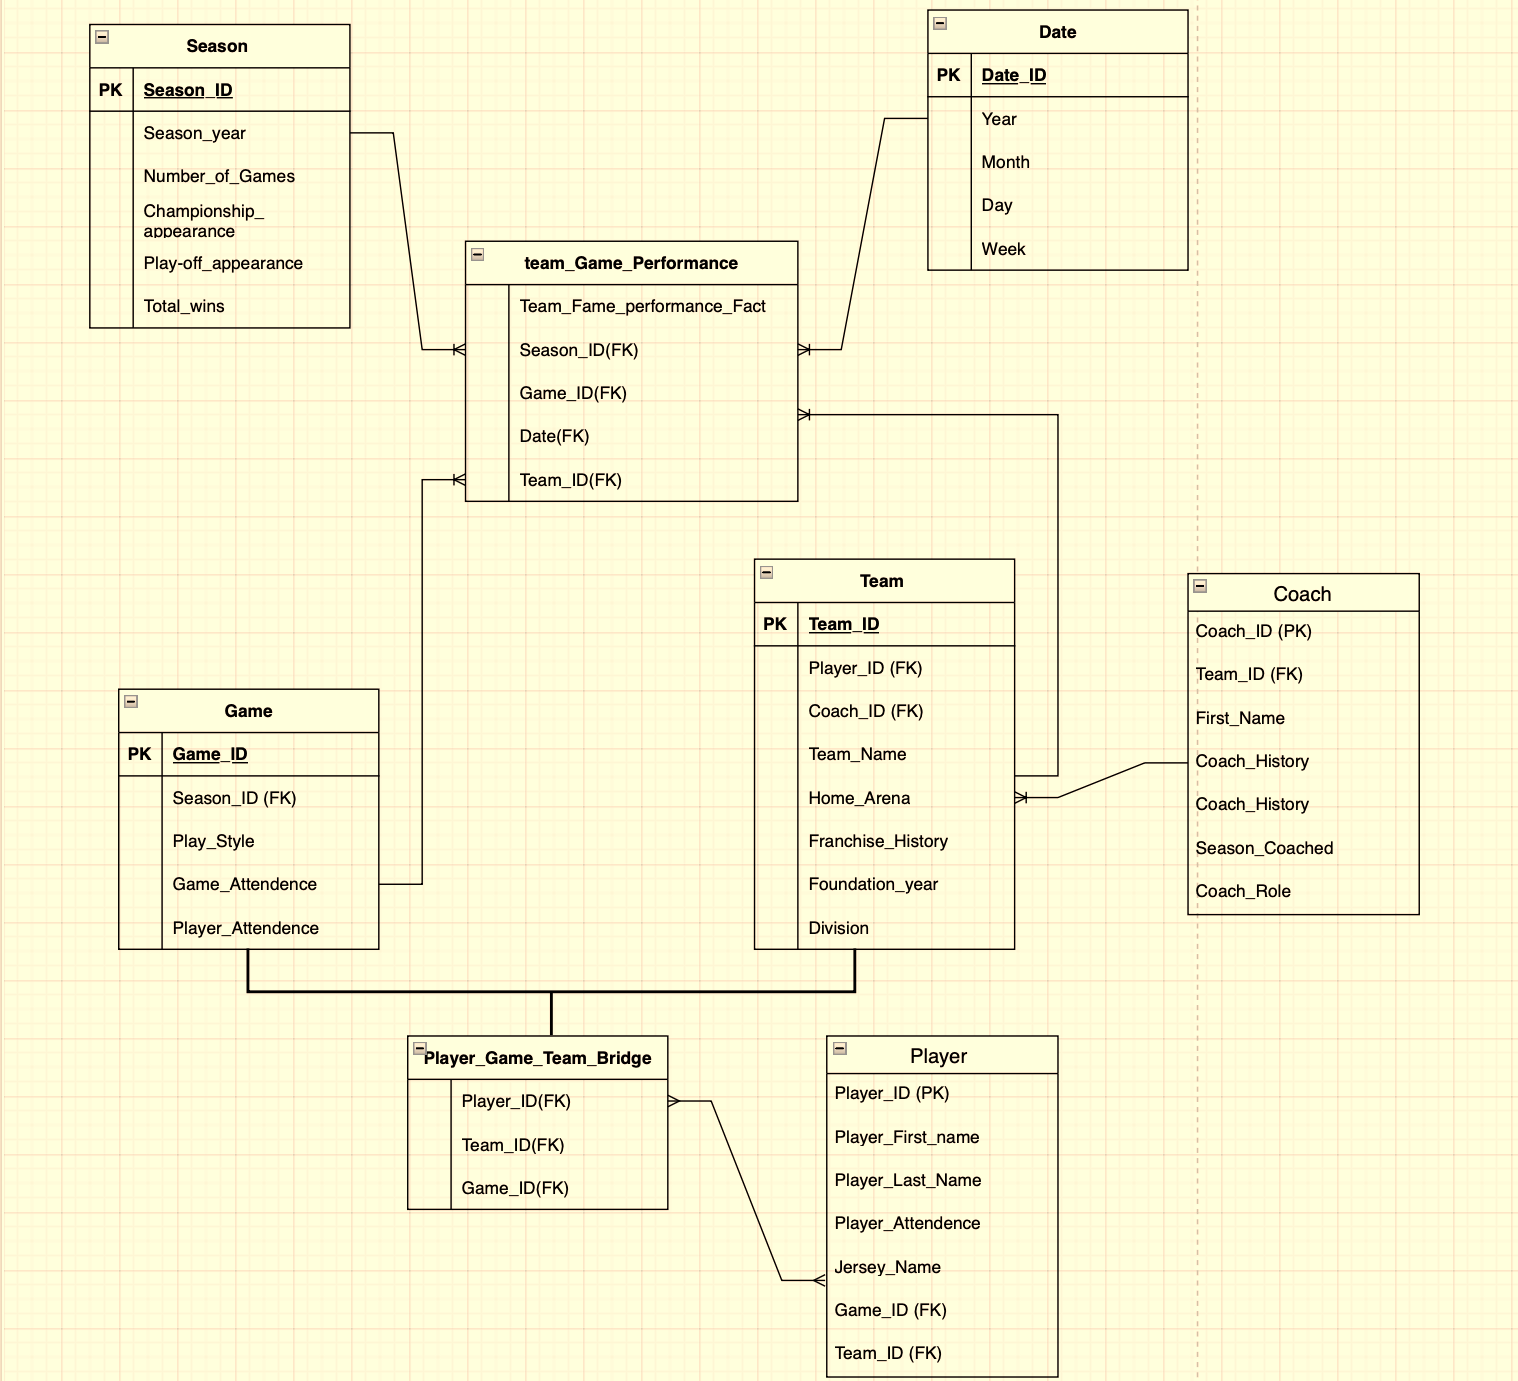 Season
PK Season_ID
Season_year
Number_of_Games
Championship_
appearance
Play-off_appearance
Total_wins
Date
PK Date_ID
Year
Month
Day
Week
team_Game_Performance
Team_Fame_performance_Fact
Season_ID(FK)
Game_ID(FK)
Date(FK)
Team_ID(FK)
Team
PK Team_ID
Player_ID (FK)
Coach_ID (FK)
Team_Name
Home_Arena
Franchise_History
Foundation_year
Division
Coach
Coach_ID (PK)
Team_ID (FK)
First_Name
Coach_History
Coach_History
Season_Coached
Coach_Role
Game
PK Game_ID
Season_ID (FK)
Play_Style
Game_Attendence
Player_Attendence
Player_Game_Team_Bridge
Player_ID(FK)
Team_ID(FK)
Game_ID(FK)
Player
Player_ID (PK)
Player_First_name
Player_Last_Name
Player_Attendence
Jersey_Name
Game_ID (FK)
Team_ID (FK)